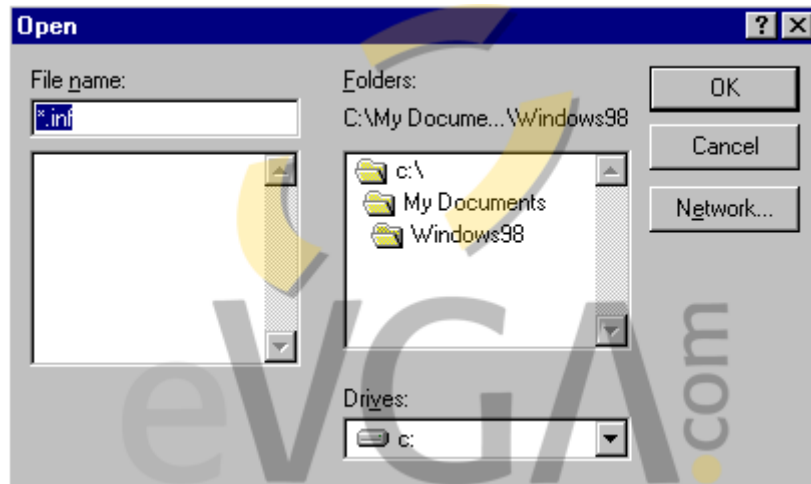 Open
File name:
*.inf
Folders:
C:\My Docume...\Windows98
c:\
My Documents
Windows98
Drives:
c:
OK
Cancel
Network...
eVGA.com